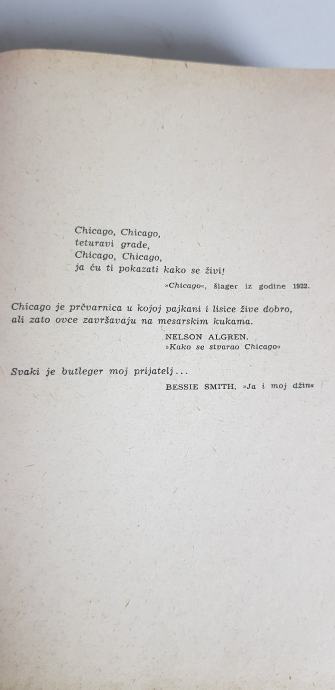 Chicago, Chicago,
teturavi grade,
Chicago, Chicago,
ja ću ti pokazati kako se živi!
»Chicago«, šlager iz godine 1922.
Chicago je prčvarnica u kojoj pajkani i lisice žive dobro,
ali zato ovce završavaju na mesarskim kukama.
NELSON ALGREN,
»Kako se stvarao Chicago»
Svaki je butleger moj prijatelj...
BESSIE SMITH, »Ja i moj džin«